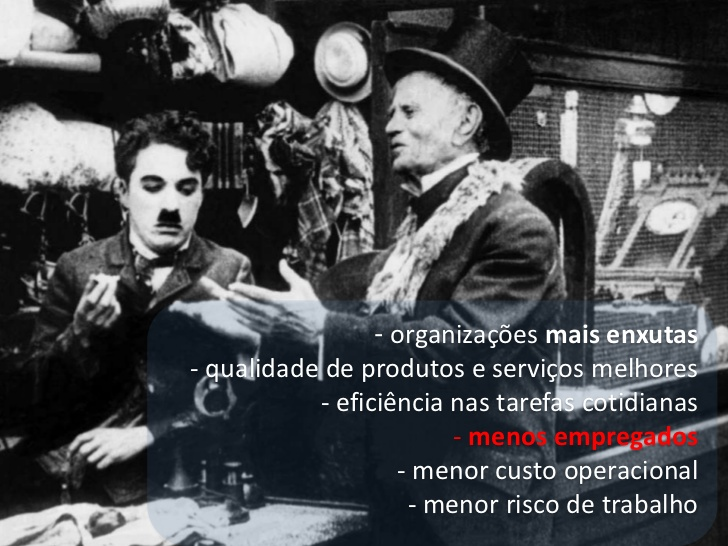 - organizações mais enxutas
- qualidade de produtos e serviços melhores
- eficiência nas tarefas cotidianas
- menos empregados
- menor custo operacional
- menor risco de trabalho